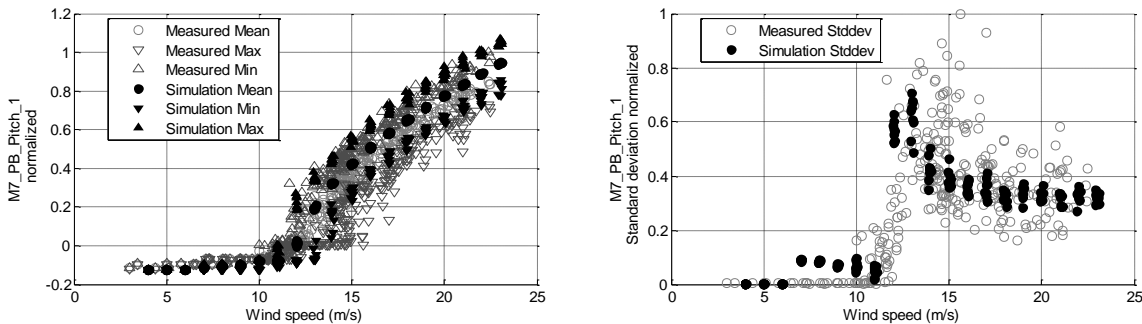 M7_PB_Pitch_1
normalized
1.2
1
0.8
0.6
0.4
0.2
0
-0.2
0
5
10
15
20
25
Wind speed (m/s)
Measured Mean
Measured Max
Measured Min
Simulation Mean
Simulation Min
Simulation Max
M7_PB_Pitch_1
Standard deviation normalized
1
0.8
0.6
0.4
0.2
0
0
5
10
15
20
25
Wind speed (m/s)
Measured Stddev
Simulation Stddev